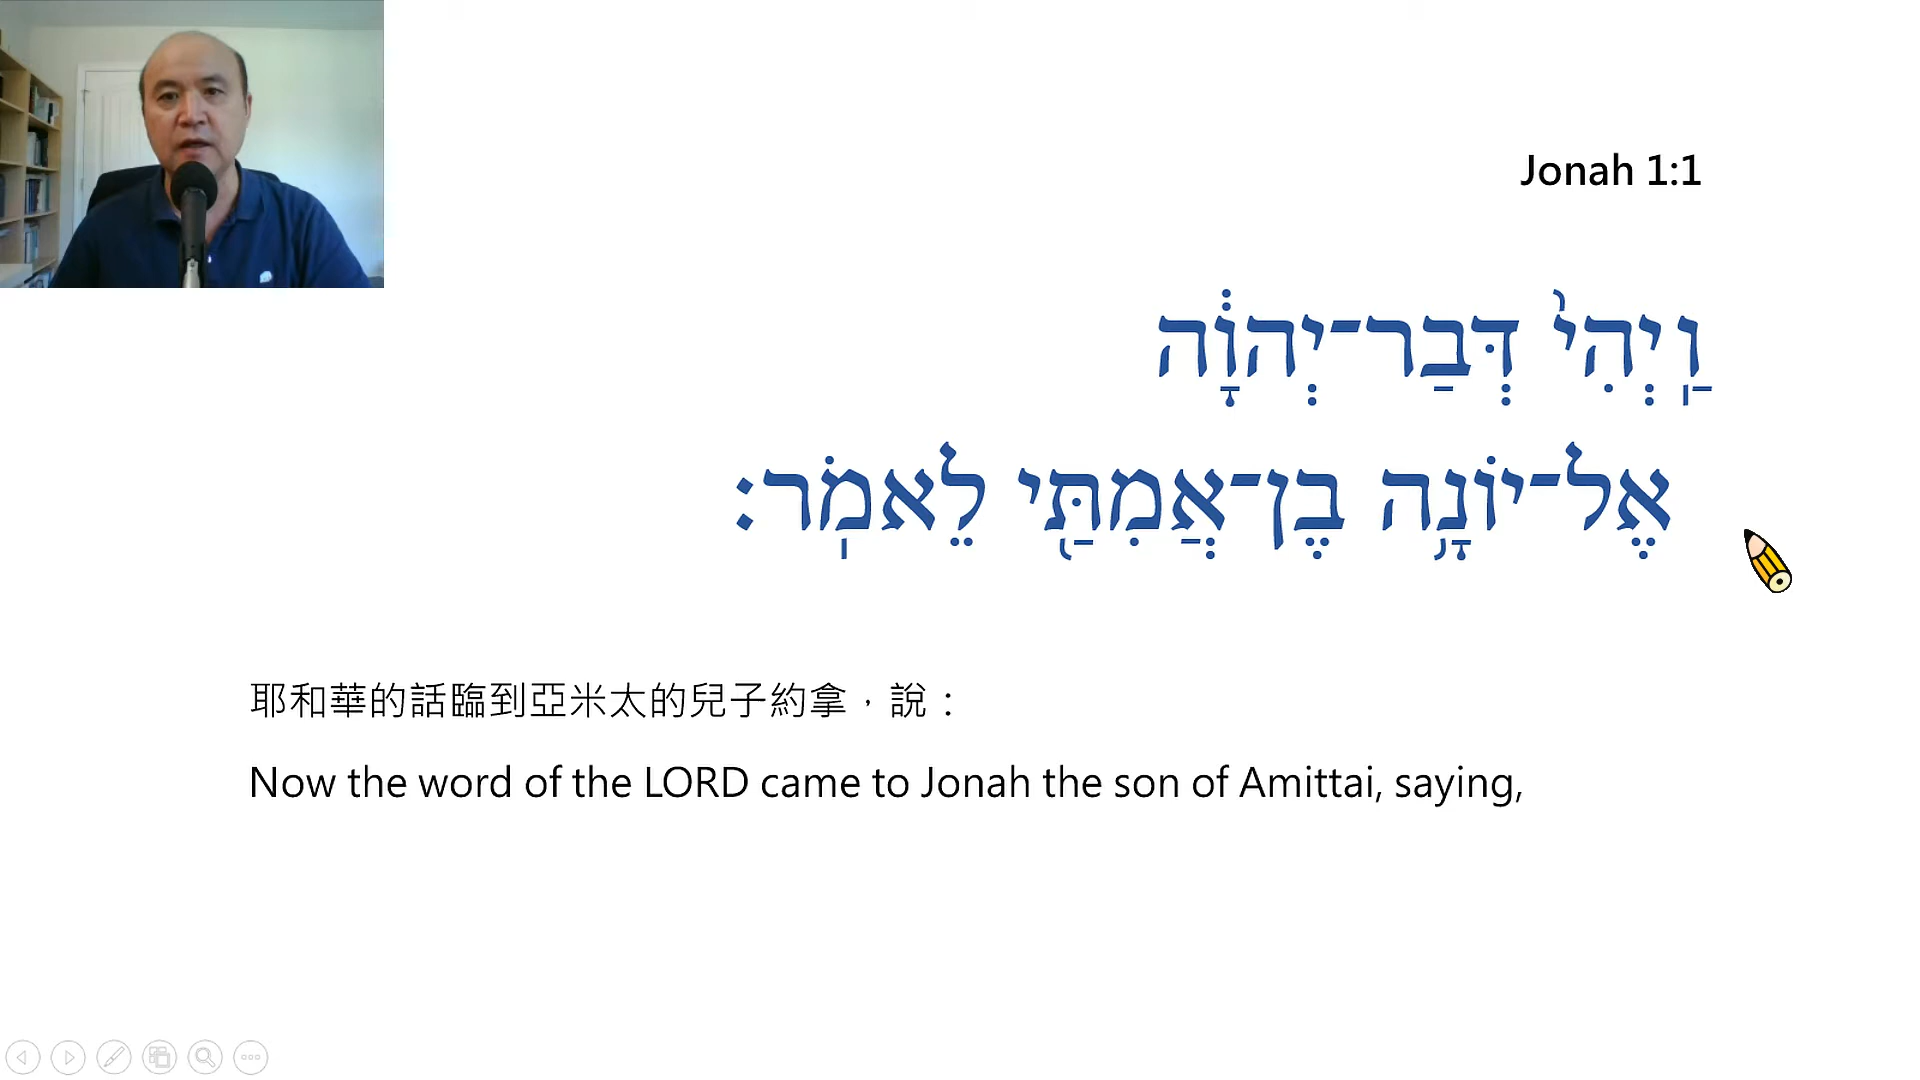 Jonah 1:1
וַֽיְהִי֙ דְּבַר־יְהוָ֔ה
אֶל־יוֹנָ֥ה בֶן־אֲמִתַּ֖י לֵאמֹֽר׃
耶和華的話臨到亞米太的兒子約拿，說：
Now the word of the LORD came to Jonah the son of Amittai, saying,